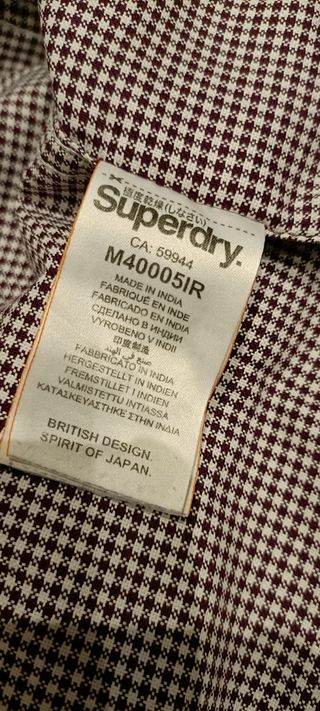 極度乾燥(しなさい)
Superdry.
CA: 59944
M40005IR
MADE IN INDIA
FABRIQUÉ EN INDE
FABRICADO EN INDIA
СДЕЛАНО В ИНДИИ
VYROBENO V INDII
印度製造
صنع في الهند
FABBRICATO IN INDIA
HERGESTELLT IN INDIEN
FREMSTILLET I INDIEN
VALMISTETTU INTIASSA
ΚΑΤΑΣΚΕΥΑΣΤΗΚΕ ΣΤΗΝ ΙΝΔΙΑ
BRITISH DESIGN.
SPIRIT OF JAPAN.